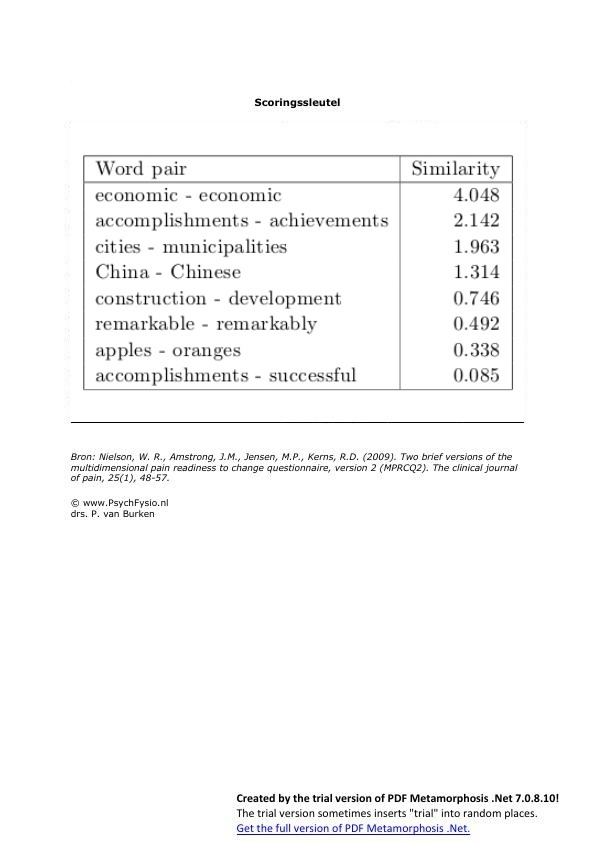 Scoringssleutel
Word pair Similarity
economic - economic 4.048
accomplishments - achievements 2.142
cities - municipalities 1.963
China - Chinese 1.314
construction - development 0.746
remarkable - remarkably 0.492
apples - oranges 0.338
accomplishments - successful 0.085
Bron: Nielson, W. R., Amstrong, J.M., Jensen, M.P., Kerns, R.D. (2009). Two brief versions of the
multidimensional pain readiness to change questionnaire, version 2 (MPRCQ2). The clinical journal
of pain, 25(1), 48-57.
© www.PsychFysio.nl
drs. P. van Burken
Created by the trial version of PDF Metamorphosis .Net 7.0.8.10!
The trial version sometimes inserts "trial" into random places.
Get the full version of PDF Metamorphosis .Net.